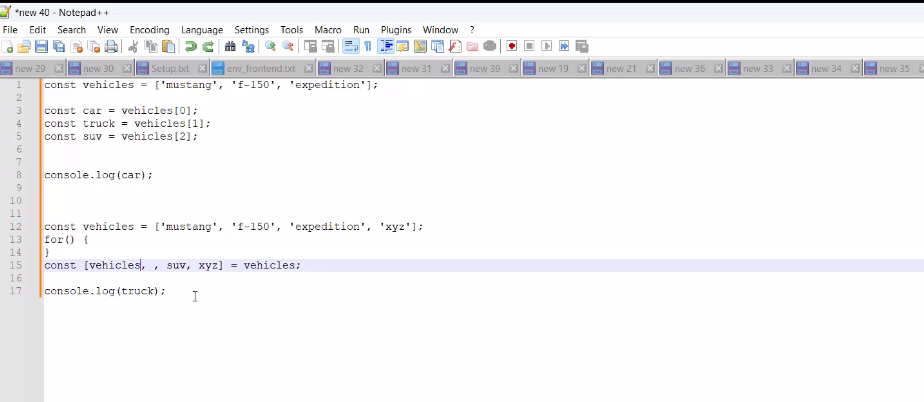 *new 40 - Notepad++
File Edit Search View Encoding Language Settings Tools Macro Run Plugins Window ?
new 29 new 30 Setup.txt env_frontend.txt new 32 new 31 new 39 new 19 new 21 new 36 new 33 new 34 new 35
1 const vehicles = ['mustang', 'f-150', 'expedition'];
2
3 const car = vehicles[0];
4 const truck = vehicles[1];
5 const suv = vehicles[2];
6
7
8 console.log(car);
9
10
11
12 const vehicles = ['mustang', 'f-150', 'expedition', 'xyz'];
13 for() {
14 }
15 const [vehicles, , suv, xyz] = vehicles;
16
17 console.log(truck);